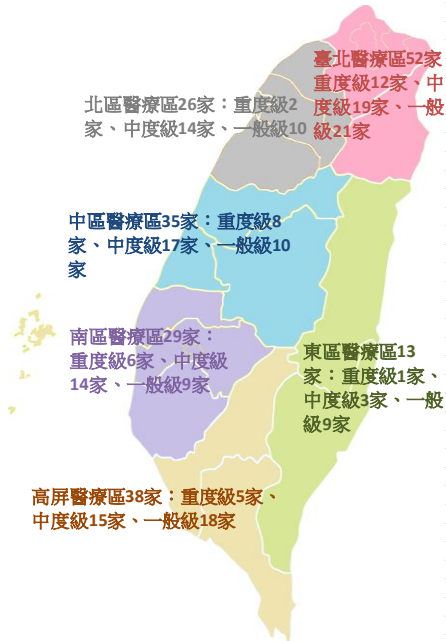 臺北醫療區52家
重度級12家、中
度級19家、一般
級21家
北區醫療區26家：重度級2
家、中度級14家、一般級10
中區醫療區35家：重度級8
家、中度級17家、一般級10
家
南區醫療區29家：
重度級6家、中度級
14家、一般級9家
東區醫療區13
家：重度級1家、
中度級3家、一般
級9家
高屏醫療區38家：重度級5家、
中度級15家、一般級18家